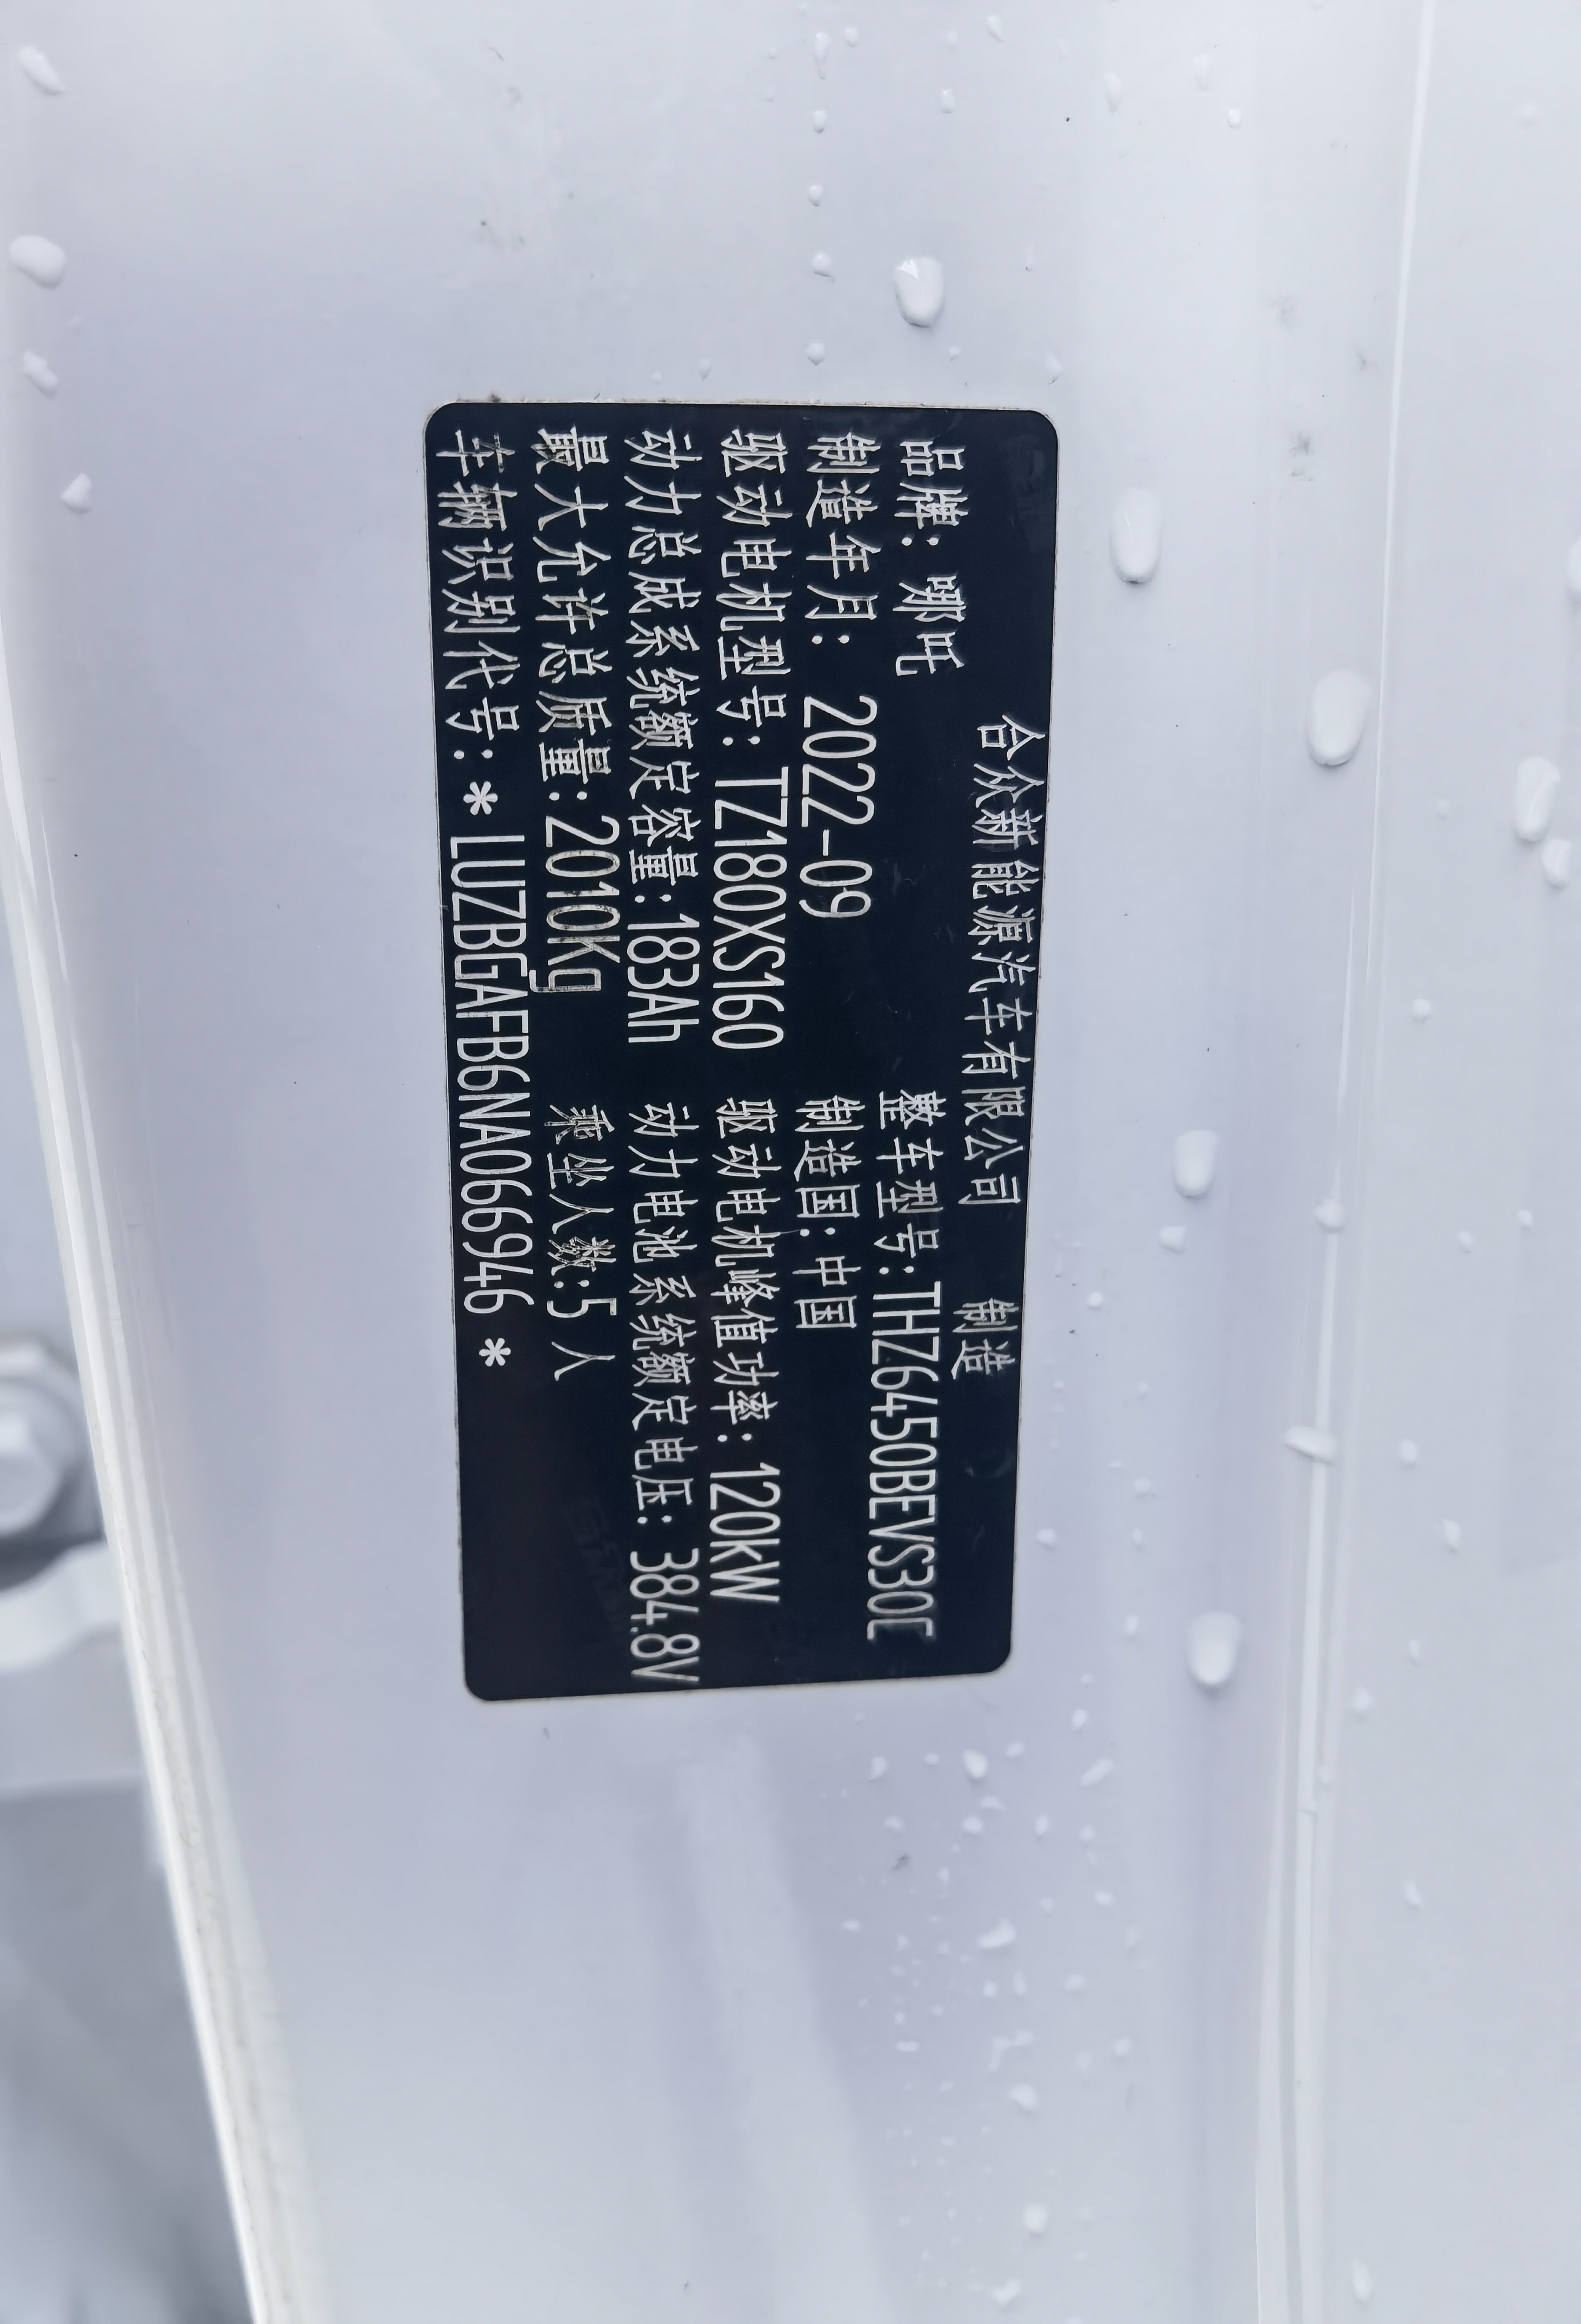 合众新能源汽车有限公司 制造
品牌: 哪吒 整车型号:THZ6450BEVS30C
制造年月: 2022-09 制造国:中国
驱动电机型号:TZ180XS160 驱动电机峰值功率: 120kW
动力总成系统额定容量:183Ah 动力电池系统额定电压: 384.8V
最大允许总质量:2010Kg 乘坐人数:5 人
车辆识别代号:*LUZBGAFB6NA066946*